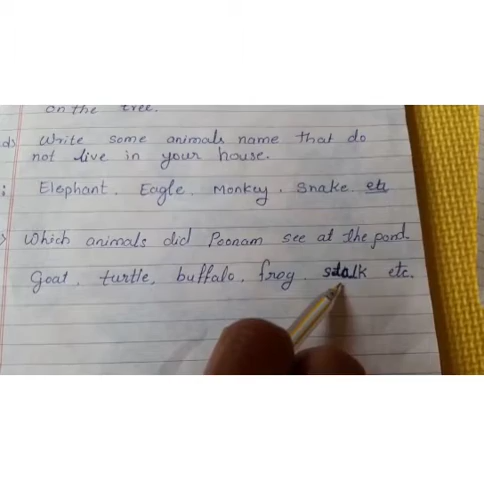 on the tree.
d) Write some animals name that do
not live in your house.
: Elephant. Eagle. Monkey. Snake. etc
) Which animals did Poonam see at the pond.
Goat, turtle, buffalo, frog. stalk etc.